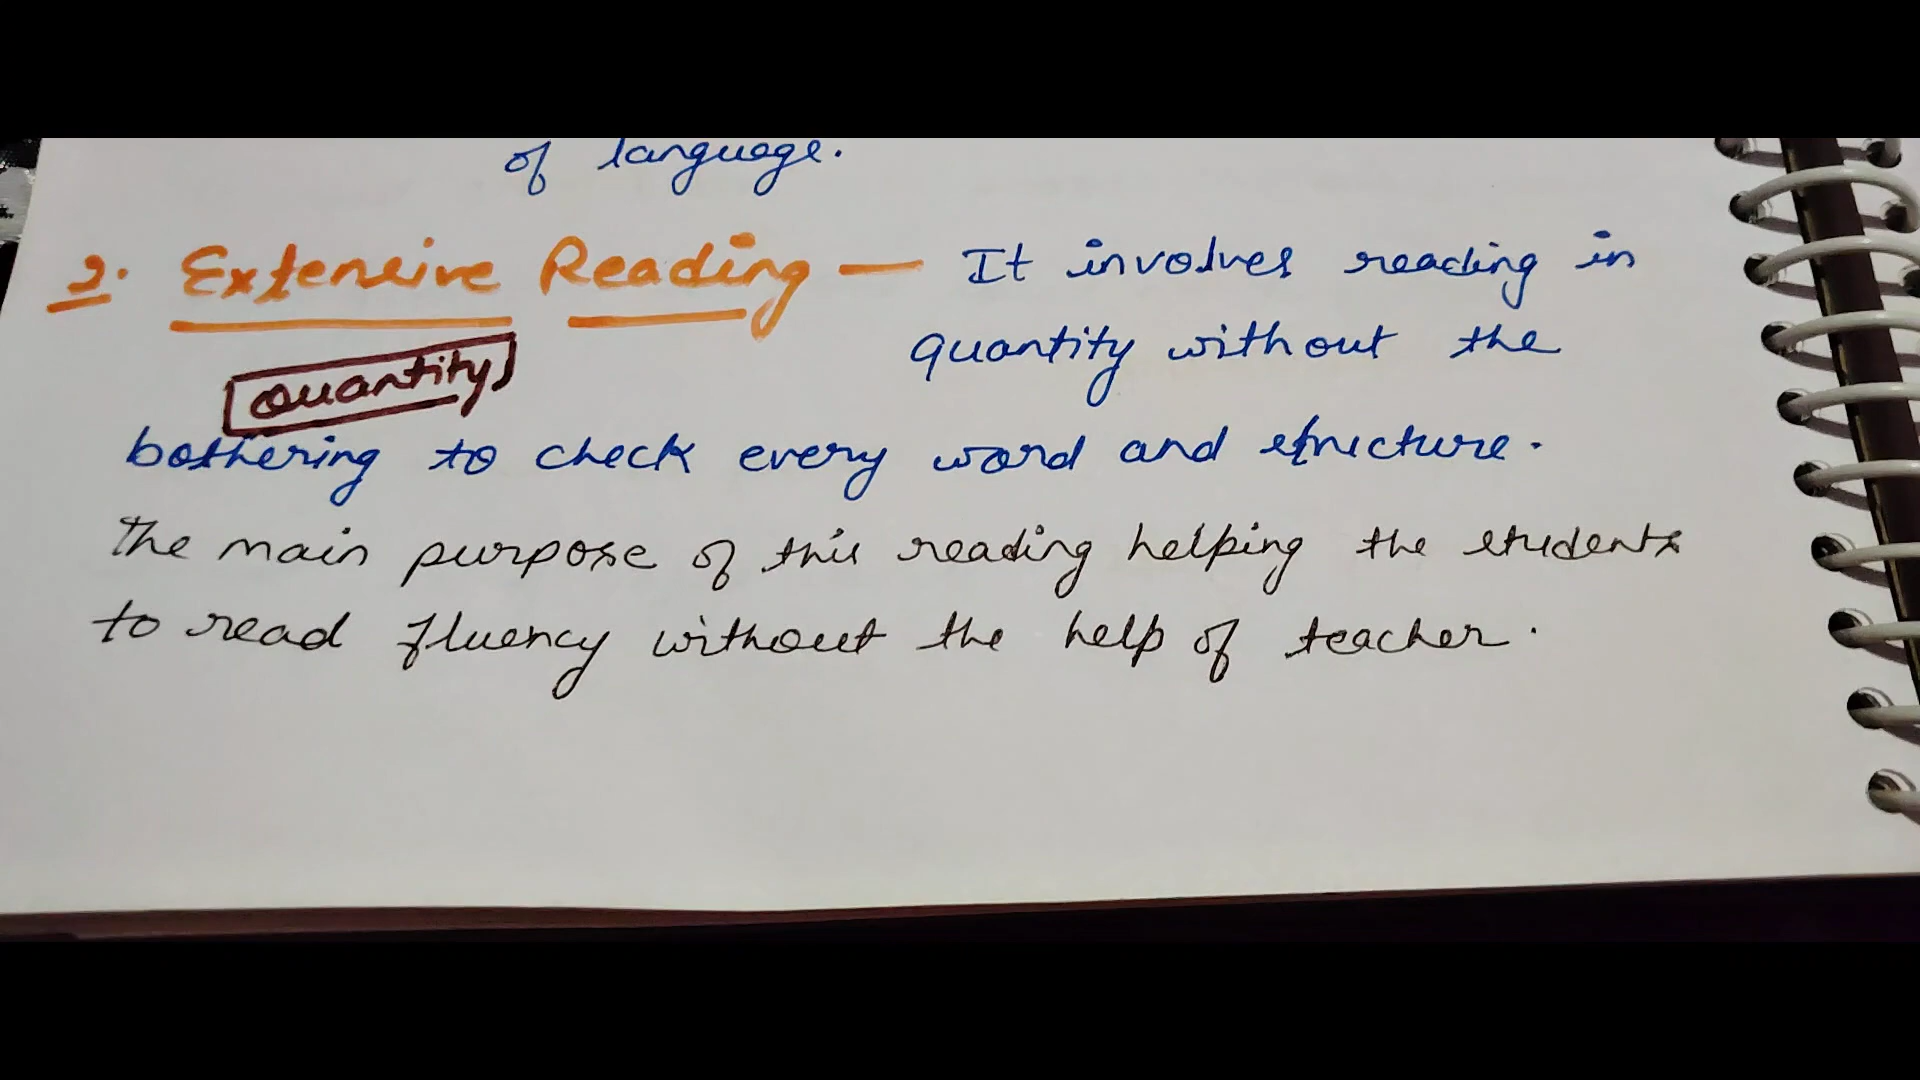 of language.
2. Extensive Reading — It involves reading in
quantity without the
Quantity
bothering to check every word and structure.
The main purpose of this reading helping the students
to read fluency without the help of teacher.